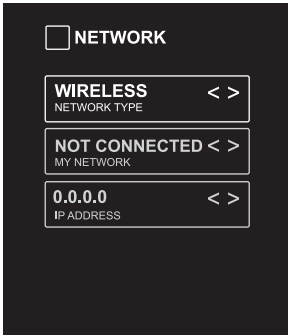 NETWORK
WIRELESS < >
NETWORK TYPE
NOT CONNECTED < >
MY NETWORK
0.0.0.0 < >
IP ADDRESS